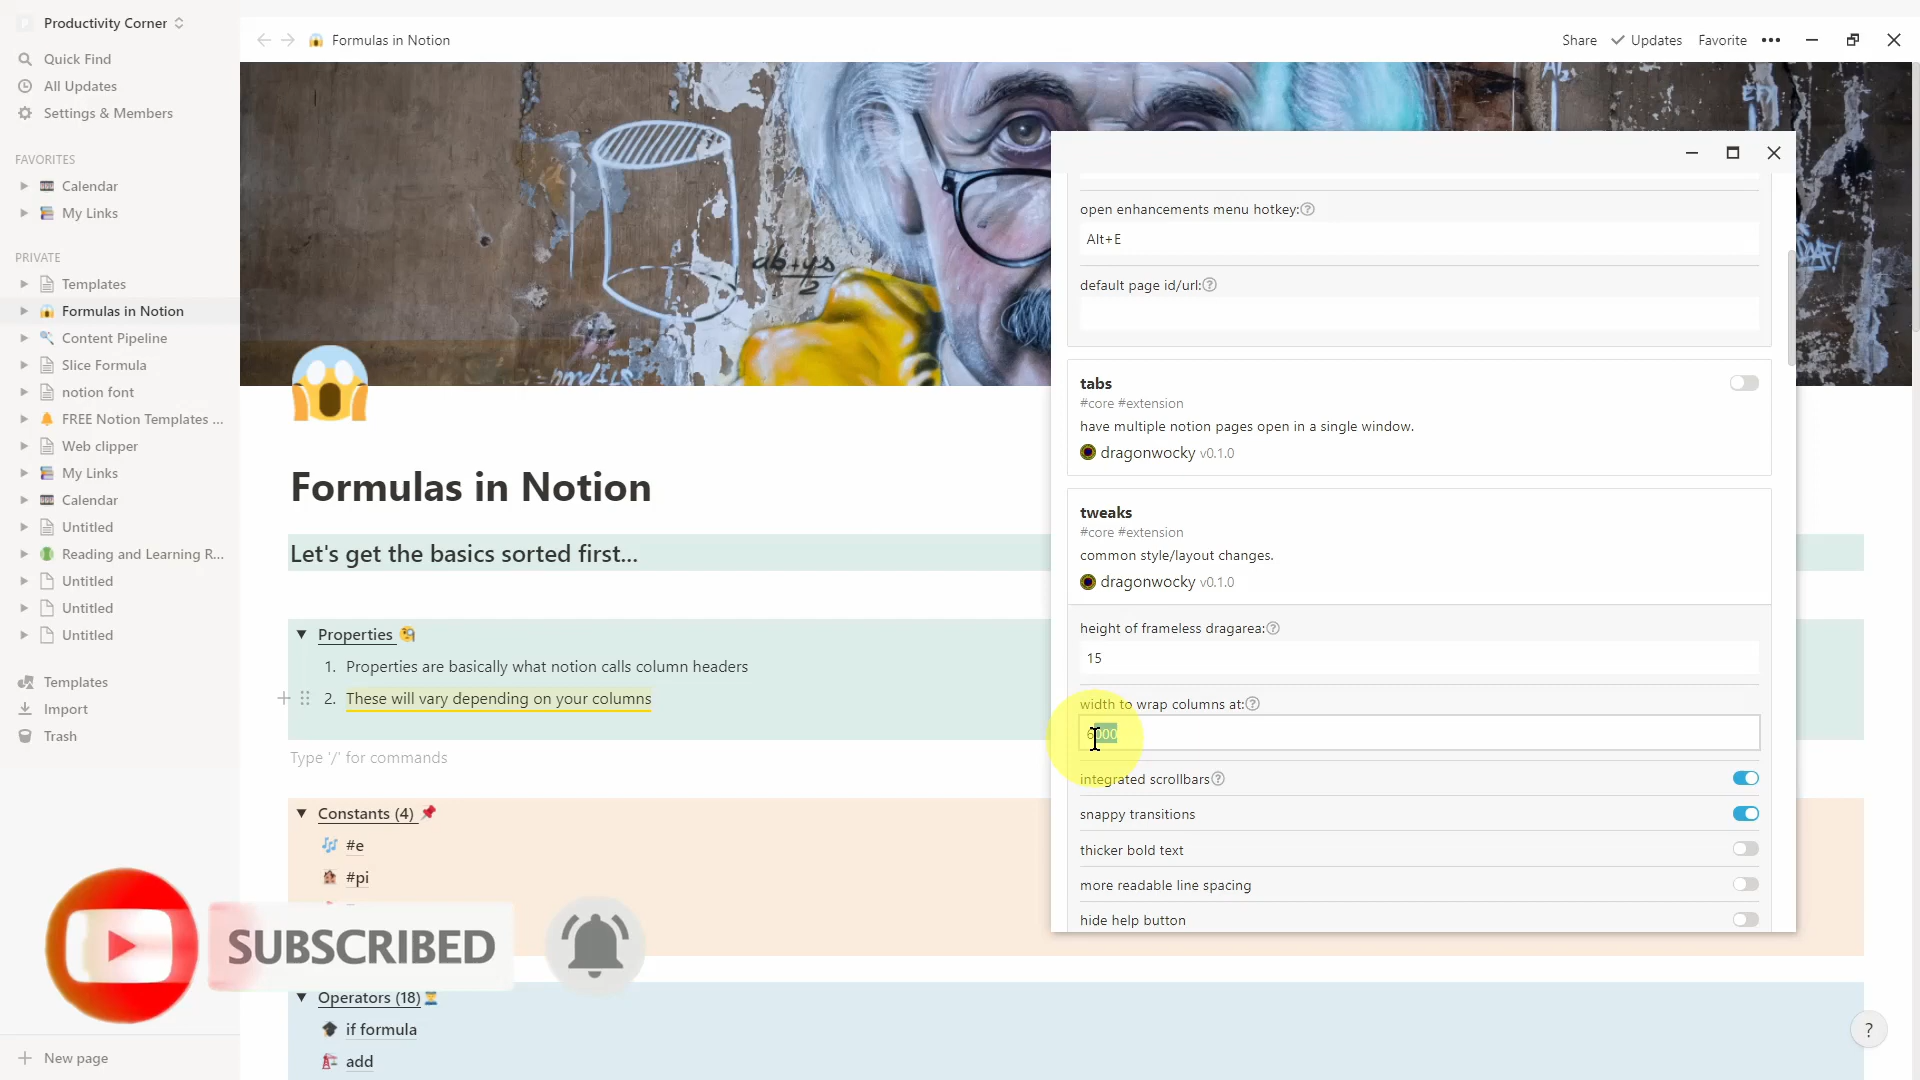 Productivity Corner
Quick Find
All Updates
Settings & Members
FAVORITES
Calendar
My Links
PRIVATE
Templates
Formulas in Notion
Content Pipeline
Slice Formula
notion font
FREE Notion Templates ...
Web clipper
My Links
Calendar
Untitled
Reading and Learning R...
Untitled
Untitled
Untitled
Templates
Import
Trash
New page
Formulas in Notion
Share
Updates
Favorite
Formulas in Notion
Let's get the basics sorted first...
Properties
1. Properties are basically what notion calls column headers
2. These will vary depending on your columns
Type '/' for commands
Constants (4)
#e
#pi
SUBSCRIBED
Operators (18)
if formula
add
open enhancements menu hotkey:
Alt+E
default page id/url:
tabs
#core #extension
have multiple notion pages open in a single window.
dragonwocky v0.1.0
tweaks
#core #extension
common style/layout changes.
dragonwocky v0.1.0
height of frameless dragarea:
15
width to wrap columns at:
6000
integrated scrollbars
snappy transitions
thicker bold text
more readable line spacing
hide help button
?